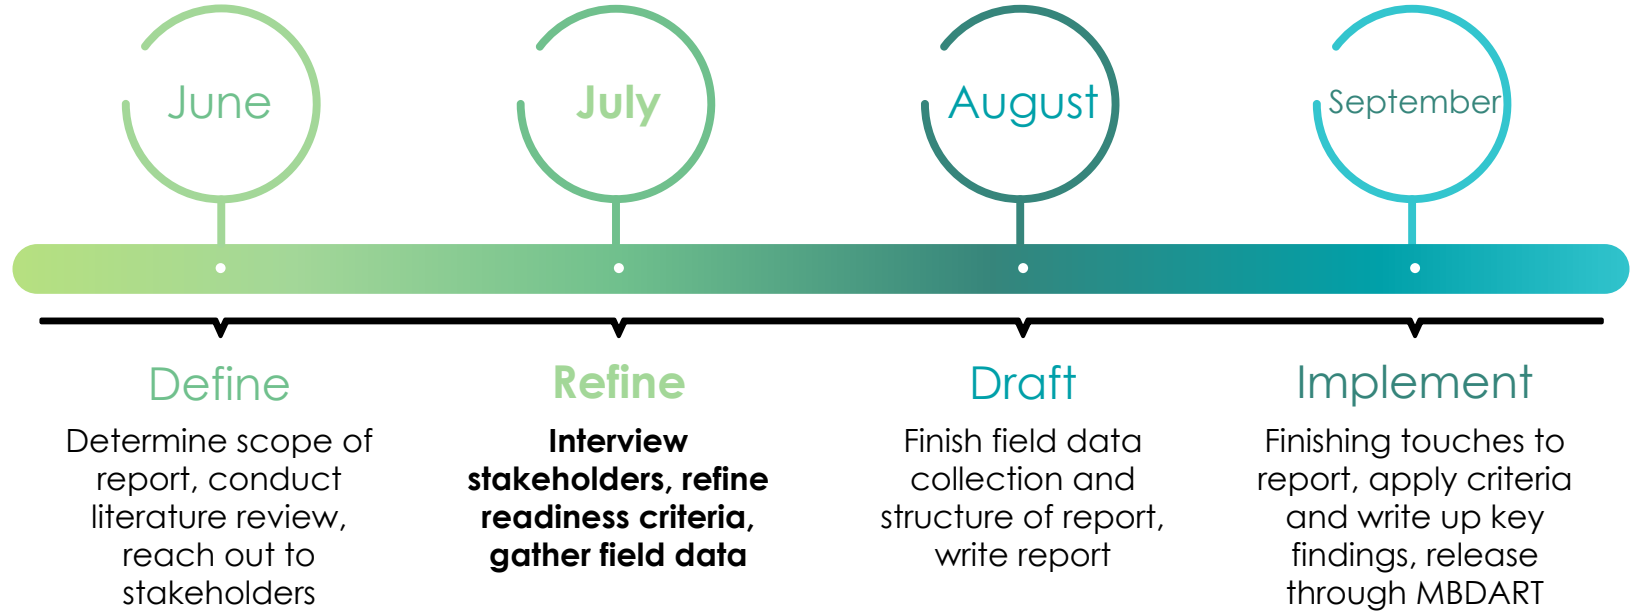 June
July
August
September
Define
Determine scope of
report, conduct
literature review,
reach out to
stakeholders
Refine
Interview
stakeholders, refine
readiness criteria,
gather field data
Draft
Finish field data
collection and
structure of report,
write report
Implement
Finishing touches to
report, apply criteria
and write up key
findings, release
through MBDART